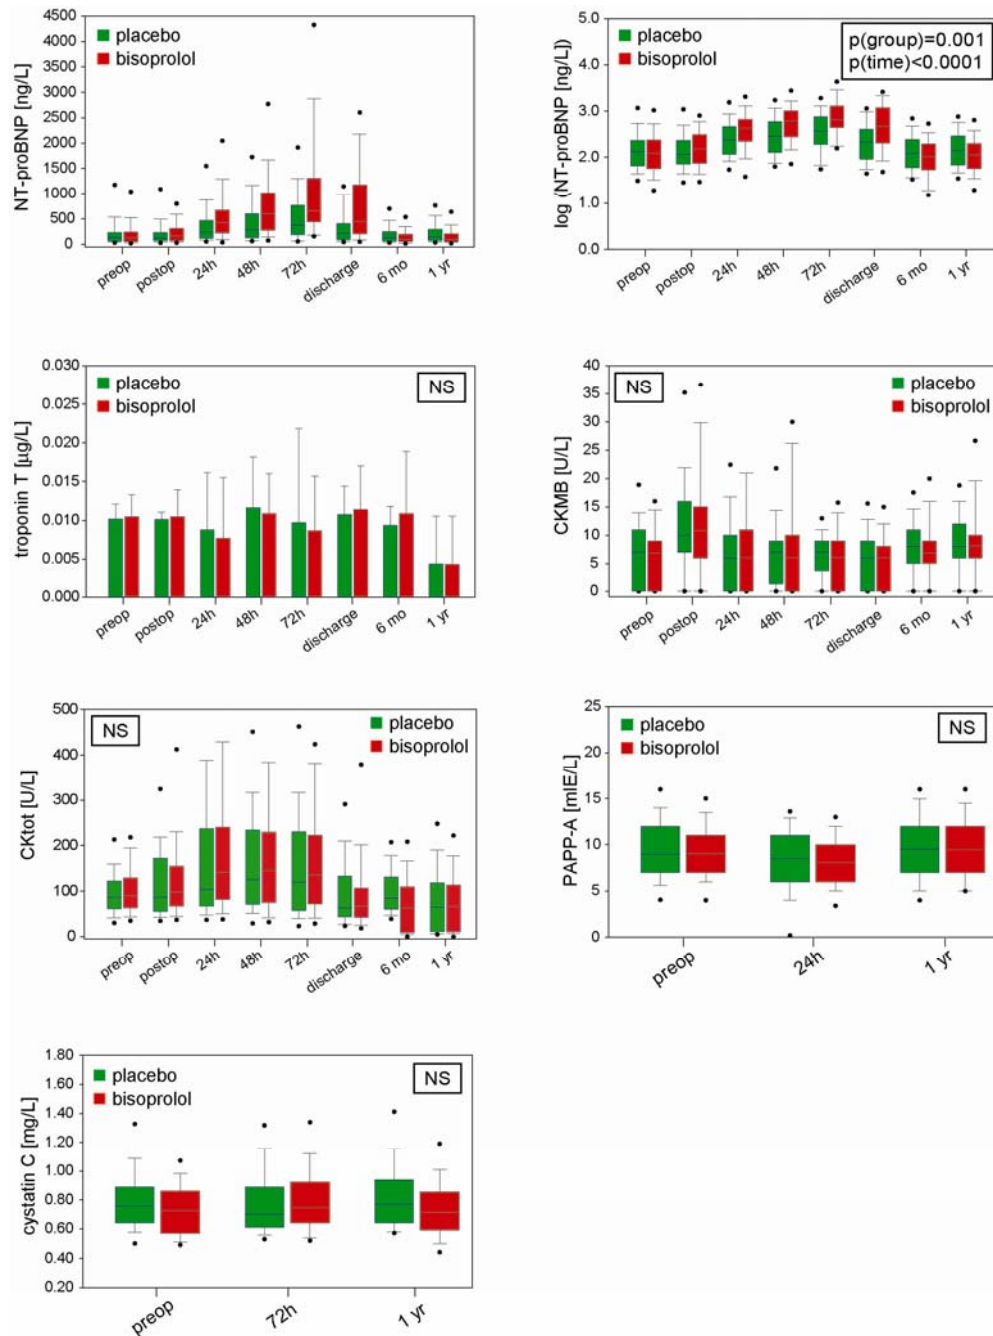 NT-proBNP [ng/L]
4500
4000
3500
3000
2500
2000
1500
1000
500
0
placebo
bisoprolol
preop
postop
24h
48h
72h
discharge
6 mo
1 yr
log (NT-proBNP [ng/L])
5.0
4.0
3.0
2.0
1.0
0.0
placebo
bisoprolol
p(group)=0.001
p(time)<0.0001
preop
postop
24h
48h
72h
discharge
6 mo
1 yr
troponin T [µg/L]
0.030
0.025
0.020
0.015
0.010
0.005
0.000
placebo
bisoprolol
NS
preop
postop
24h
48h
72h
discharge
6 mo
1 yr
CKMB [U/L]
40
35
30
25
20
15
10
5
0
NS
placebo
bisoprolol
preop
postop
24h
48h
72h
discharge
6 mo
1 yr
CKtot [U/L]
500
400
300
200
100
0
NS
placebo
bisoprolol
preop
postop
24h
48h
72h
discharge
6 mo
1 yr
PAPP-A [mIE/L]
25
20
15
10
5
0
placebo
bisoprolol
NS
preop
24h
1 yr
cystatin C [mg/L]
1.80
1.60
1.40
1.20
1.00
0.80
0.60
0.40
0.20
placebo
bisoprolol
NS
preop
72h
1 yr